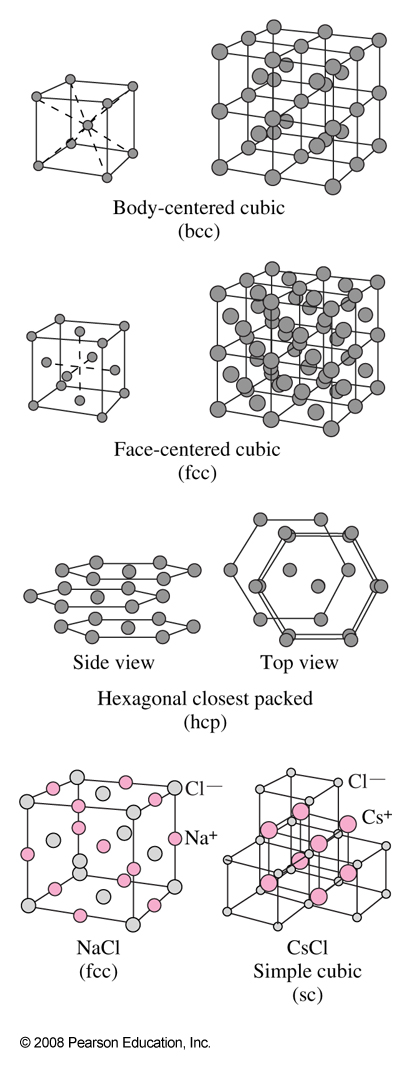 Body-centered cubic
(bcc)
Face-centered cubic
(fcc)
Side view
Top view
Hexagonal closest packed
(hcp)
Cl—
Na+
Cl—
Cs+
NaCl
(fcc)
CsCl
Simple cubic
(sc)
© 2008 Pearson Education, Inc.